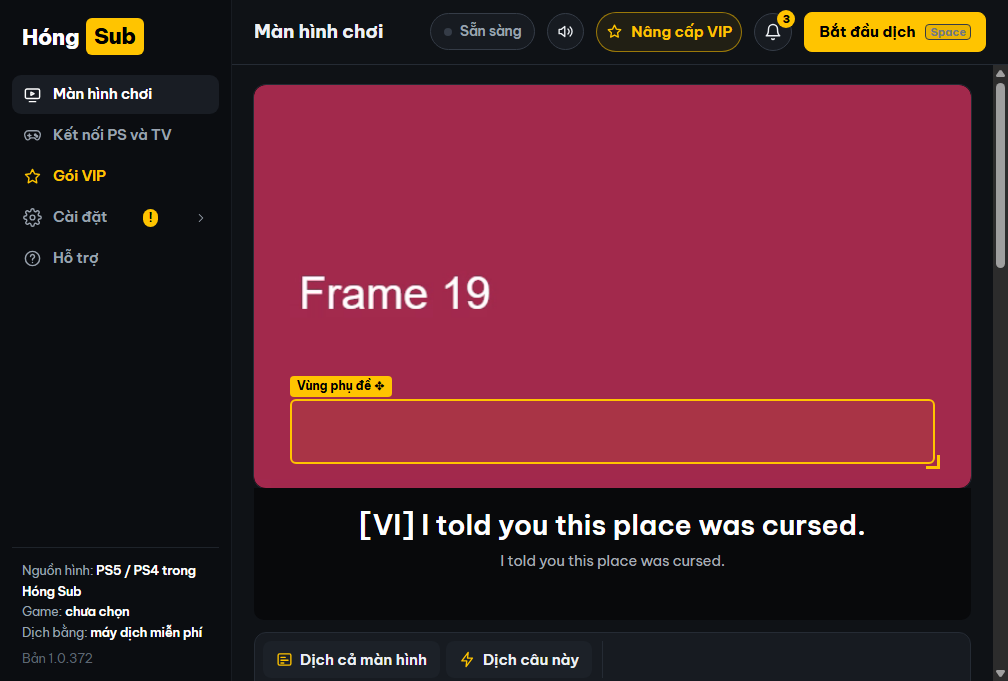 Hóng Sub
Màn hình chơi
Kết nối PS và TV
Gói VIP
Cài đặt !
Hỗ trợ
Nguồn hình: PS5 / PS4 trong
Hóng Sub
Game: chưa chọn
Dịch bằng: máy dịch miễn phí
Bản 1.0.372
Màn hình chơi
Sẵn sàng
Nâng cấp VIP
3
Bắt đầu dịch Space
Frame 19
Vùng phụ đề
[VI] I told you this place was cursed.
I told you this place was cursed.
Dịch cả màn hình
Dịch câu này